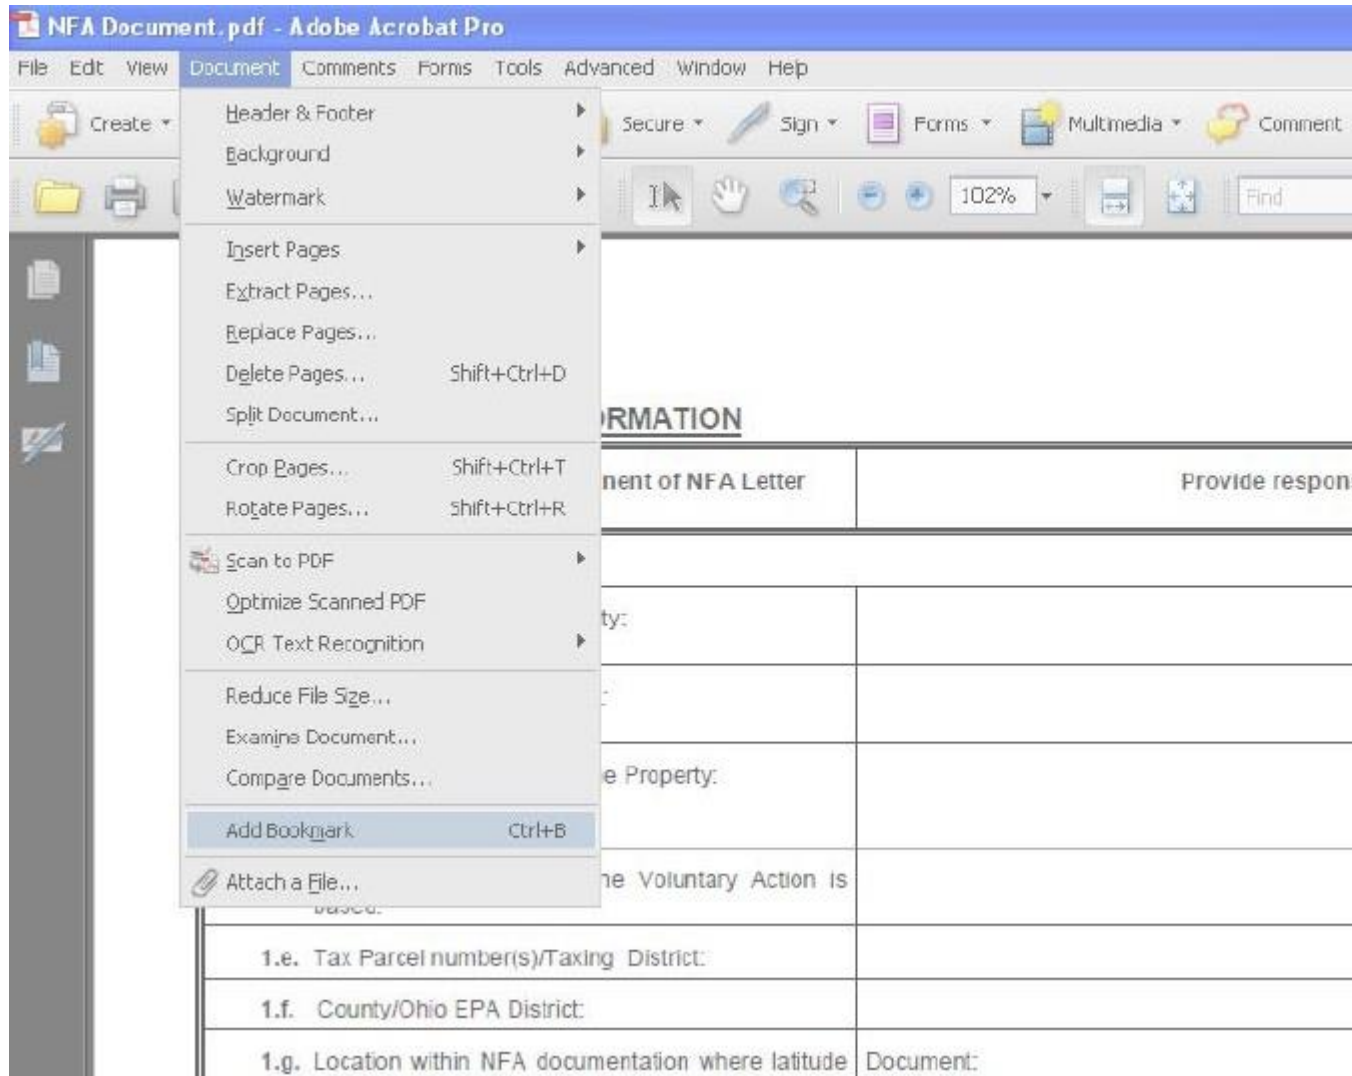 NFA Document.pdf - Adobe Acrobat Pro
File Edit View Document Comments Forms Tools Advanced Window Help
Create Secure Sign Forms Multimedia Comment
102% Find
Header & Footer
Background
Watermark
Insert Pages
Extract Pages...
Replace Pages...
Delete Pages... Shift+Ctrl+D
Split Document...
Crop Pages... Shift+Ctrl+T
Rotate Pages... Shift+Ctrl+R
Scan to PDF
Optimize Scanned PDF
OCR Text Recognition
Reduce File Size...
Examine Document...
Compare Documents...
Add Bookmark Ctrl+B
Attach a File...
RMATION
nent of NFA Letter Provide respon
ty:
:
e Property:
he Voluntary Action is
based:
1.e. Tax Parcel number(s)/Taxing District:
1.f. County/Ohio EPA District:
1.g. Location within NFA documentation where latitude Document: